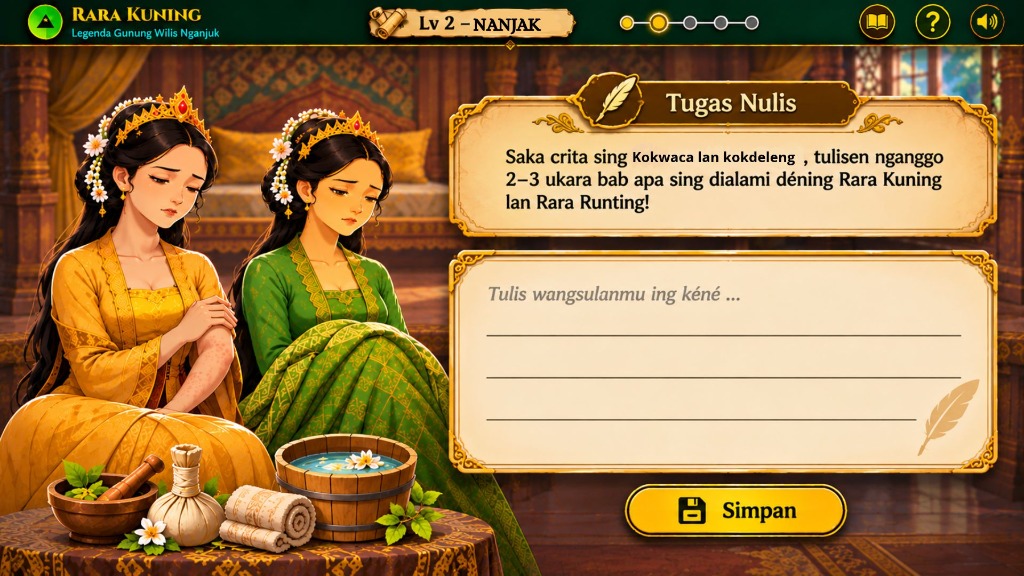 RARA KUNING
Legenda Gunung Wilis Nganjuk
Lv 2 – NANJAK
?
Tugas Nulis
Saka crita sing Kokwaca lan kokdeleng , tulisen nganggo
2–3 ukara bab apa sing dialami déning Rara Kuning
lan Rara Runting!
Tulis wangsulanmu ing kéné ...
Simpan